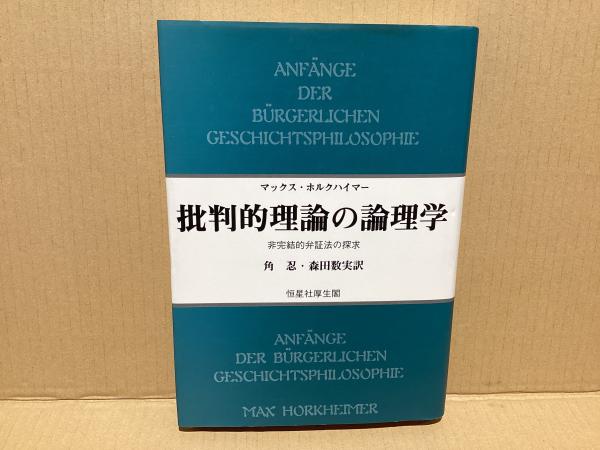 ANFÄNGE
DER
BÜRGERLICHEN
GESCHICHTSPHILOSOPHIE
マックス・ホルクハイマー
批判的理論の論理学
非完結的弁証法の探求
角 忍・森田数実訳
恒星社厚生閣
ANFÄNGE
DER BÜRGERLICHEN
GESCHICHTSPHILOSOPHIE
MAX HORKHEIMER